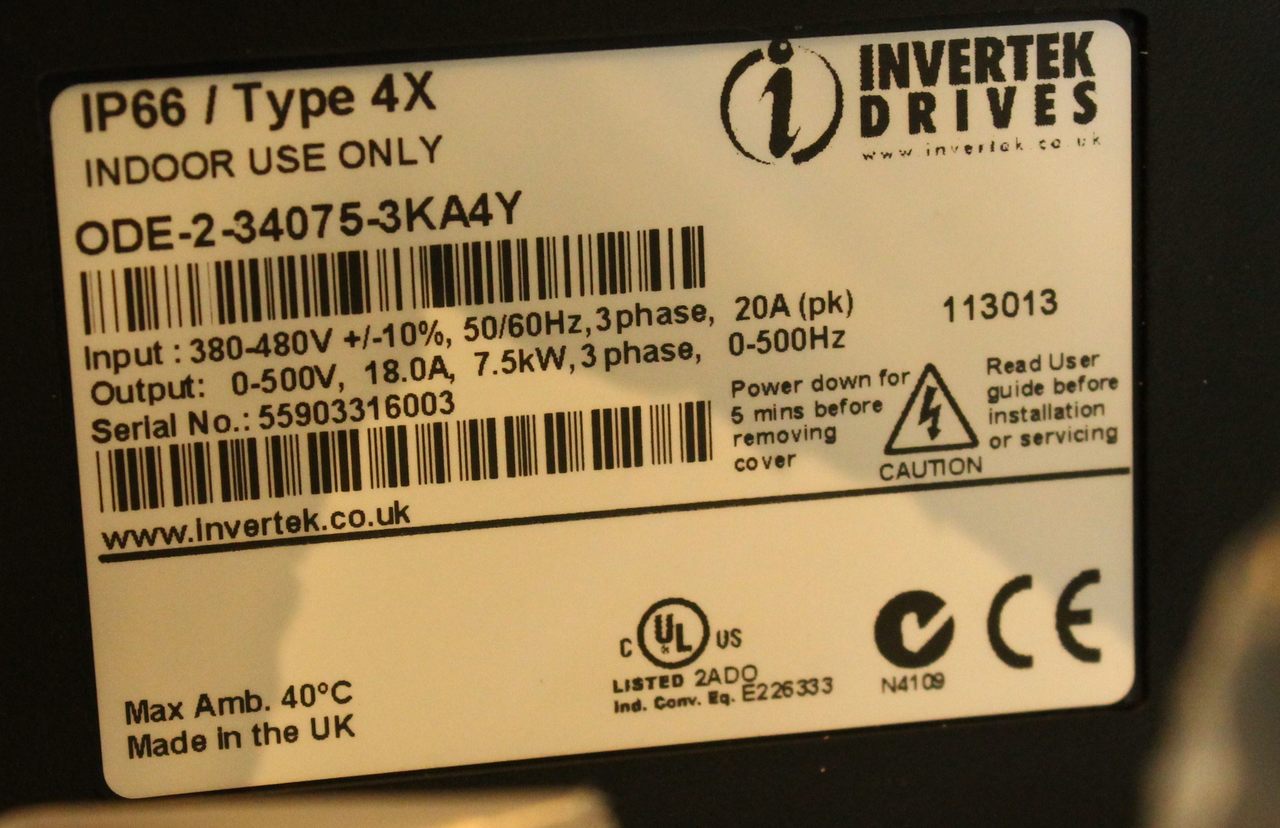 IP66 / Type 4X
INDOOR USE ONLY
INVERTEK
DRIVES
www.invertek.co.uk
ODE-2-34075-3KA4Y
Input : 380-480V +/-10%, 50/60Hz, 3 phase, 20A (pk)
Output: 0-500V, 18.0A, 7.5kW, 3 phase, 0-500Hz
Serial No.: 55903316003
113013
Power down for
5 mins before
removing
cover
CAUTION
Read User
guide before
installation
or servicing
www.invertek.co.uk
Max Amb. 40°C
Made in the UK
C UL US
LISTED 2ADO
Ind. Conv. Eq. E226333
N4109
CE